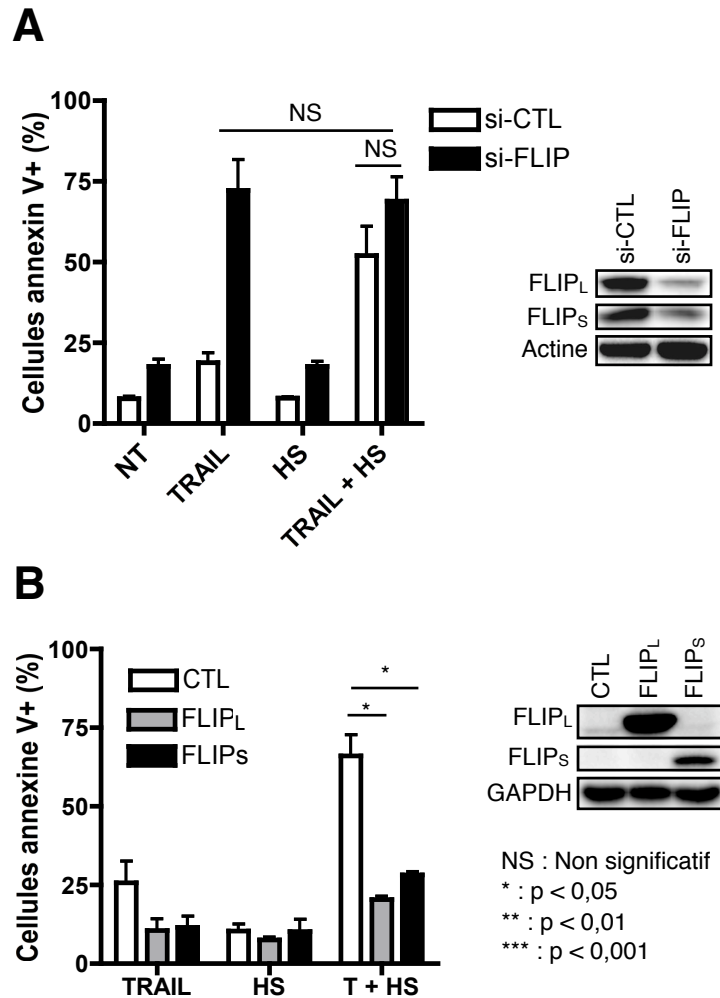 A
Cellules annexin V+ (%)
100
75
50
25
0
NS
NS
si-CTL
si-FLIP
NT
TRAIL
HS
TRAIL + HS
si-CTL
si-FLIP
FLIPL
FLIPS
Actine
B
Cellules annexine V+ (%)
100
75
50
25
0
CTL
FLIPL
FLIPs
*
*
TRAIL
HS
T + HS
CTL
FLIPL
FLIPS
FLIPL
FLIPS
GAPDH
NS : Non significatif
* : p < 0,05
** : p < 0,01
*** : p < 0,001